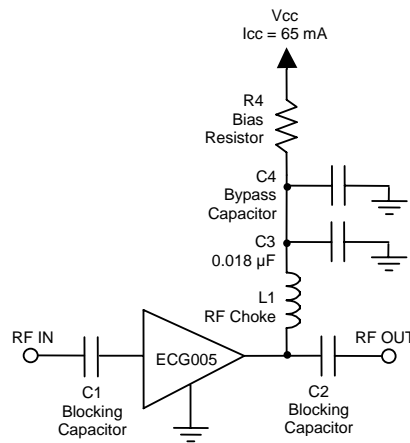 Vcc
Icc = 65 mA
R4
Bias
Resistor
C4
Bypass
Capacitor
C3
0.018 µF
L1
RF Choke
RF IN
ECG005
RF OUT
C1
Blocking
Capacitor
C2
Blocking
Capacitor